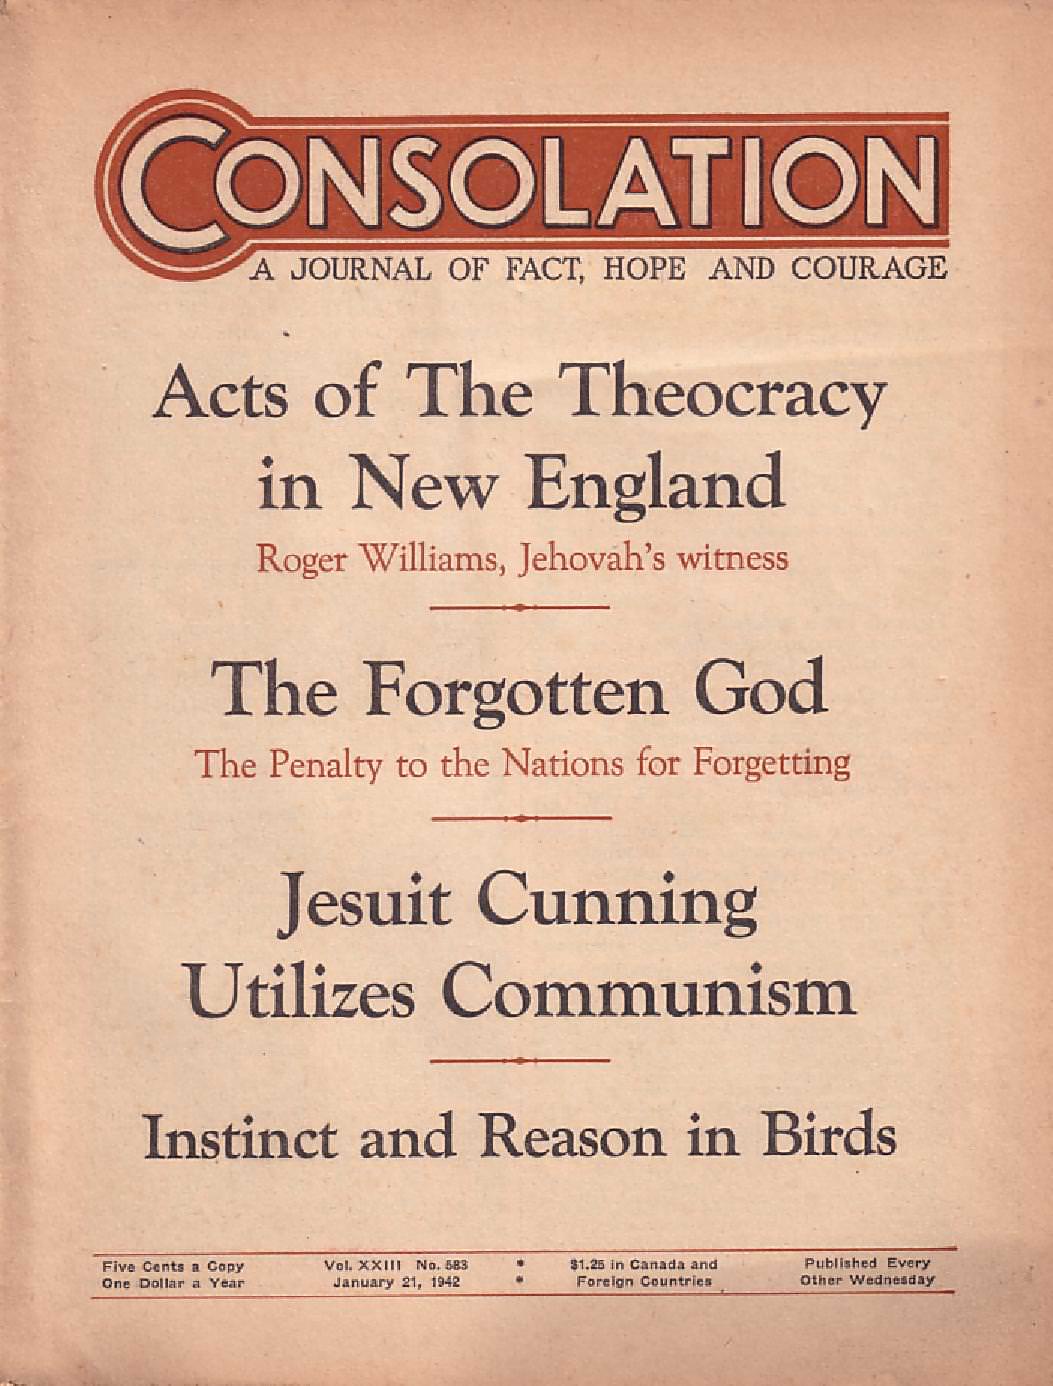 CONSOLATION
A JOURNAL OF FACT, HOPE AND COURAGE
Acts of The Theocracy
in New England
Roger Williams, Jehovah's witness
The Forgotten God
The Penalty to the Nations for Forgetting
Jesuit Cunning
Utilizes Communism
Instinct and Reason in Birds
Five Cents a Copy
One Dollar a Year
Vol. XXIII No. 583
January 21, 1942
$1.25 in Canada and
Foreign Countries
Published Every
Other Wednesday